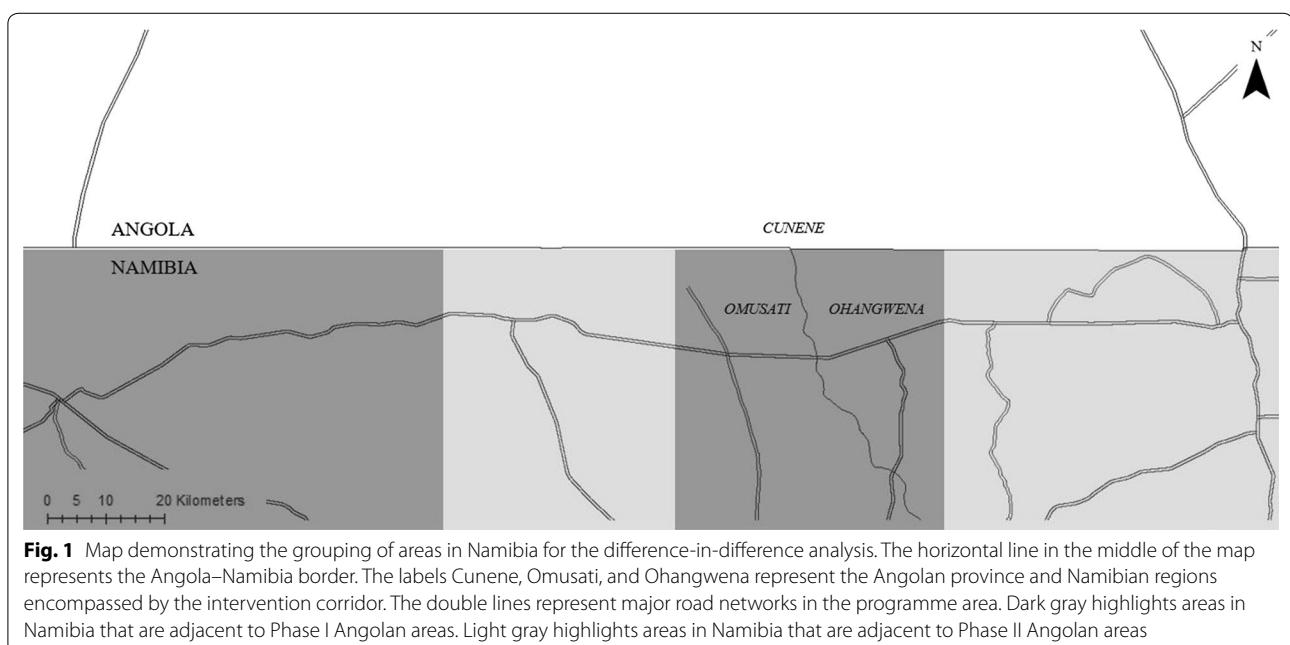 N
ANGOLA
CUNENE
NAMIBIA
OMUSATI OHANGWENA
0 5 10 20 Kilometers
Fig. 1 Map demonstrating the grouping of areas in Namibia for the difference-in-difference analysis. The horizontal line in the middle of the map
represents the Angola–Namibia border. The labels Cunene, Omusati, and Ohangwena represent the Angolan province and Namibian regions
encompassed by the intervention corridor. The double lines represent major road networks in the programme area. Dark gray highlights areas in
Namibia that are adjacent to Phase I Angolan areas. Light gray highlights areas in Namibia that are adjacent to Phase II Angolan areas